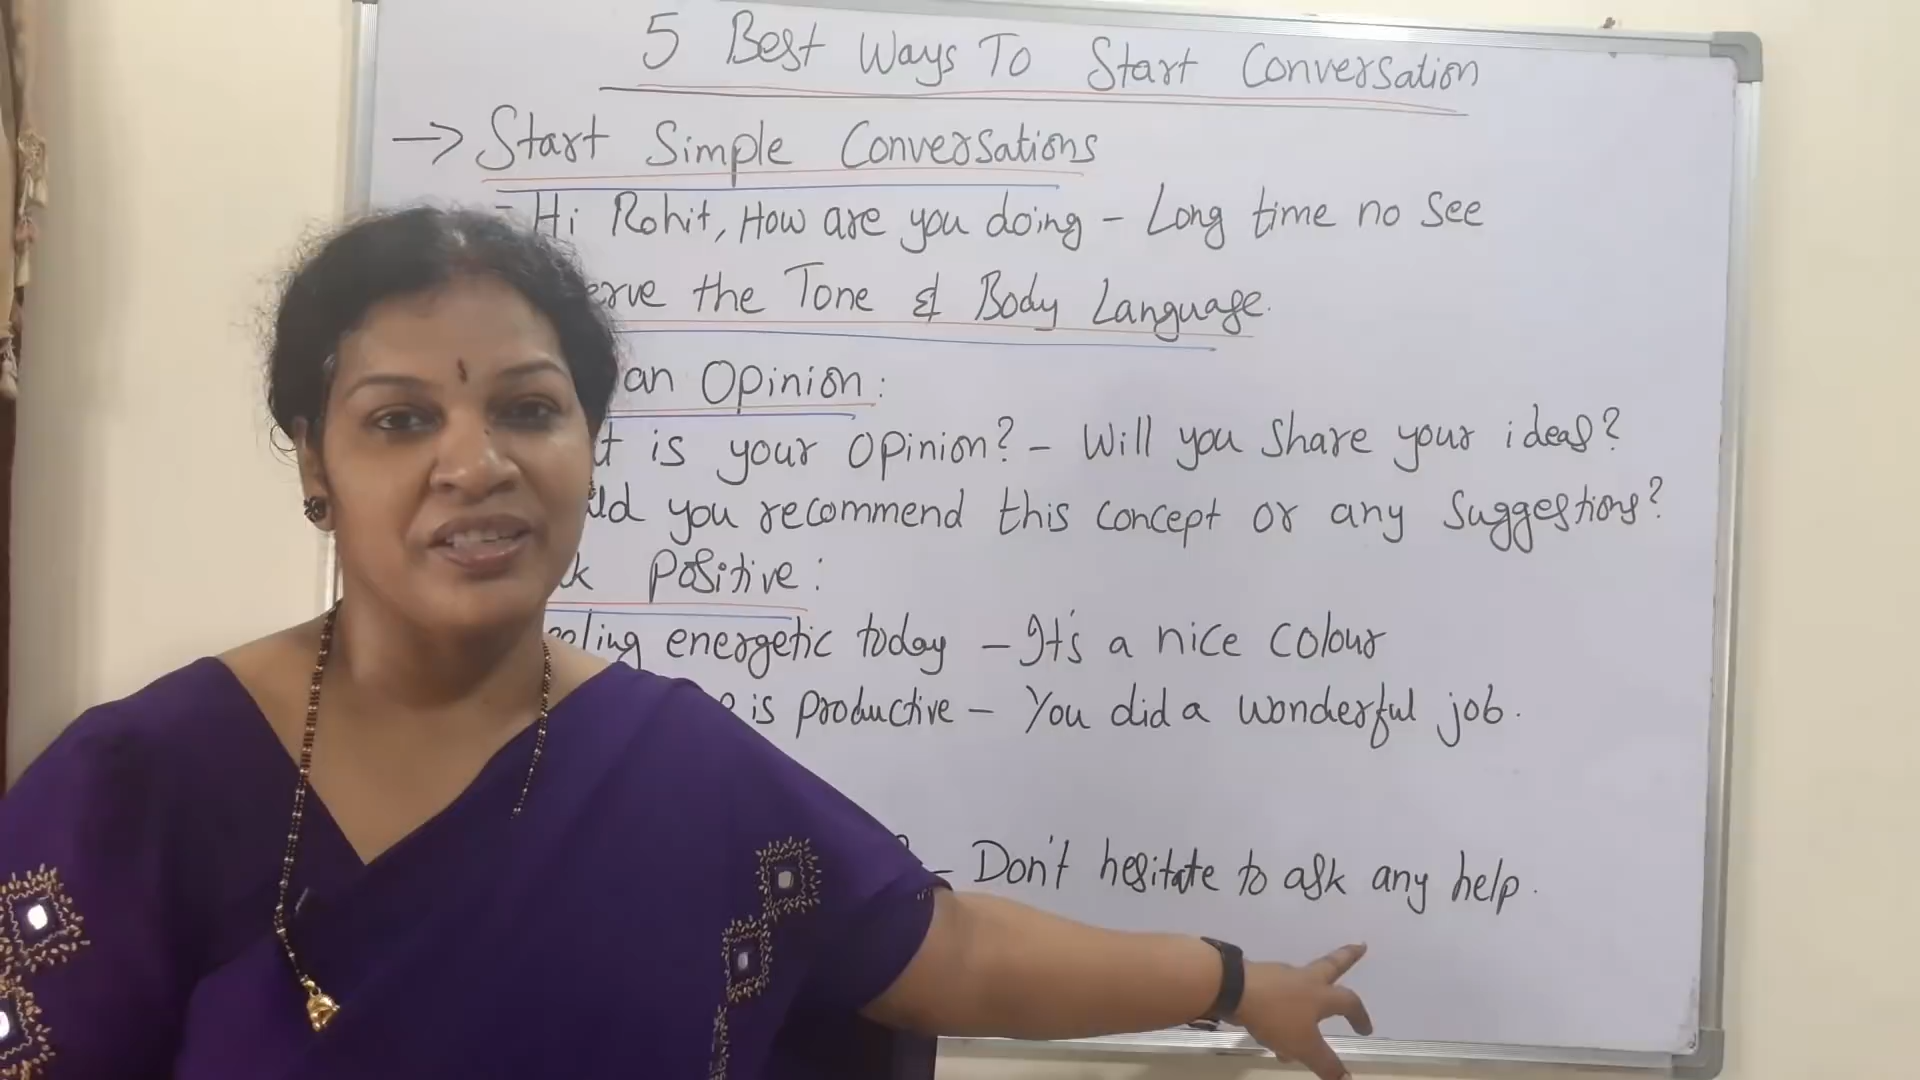 5 Best Ways To Start Conversation
→ Start Simple Conversations
- Hi Rohit, How are you doing - Long time no see
the Tone & Body Language.
an Opinion:
is your opinion? - Will you share your ideas?
you recommend this concept or any suggestions?
Positive:
energetic today - It's a nice colour
is productive - You did a wonderful job.
- Don't hesitate to ask any help.